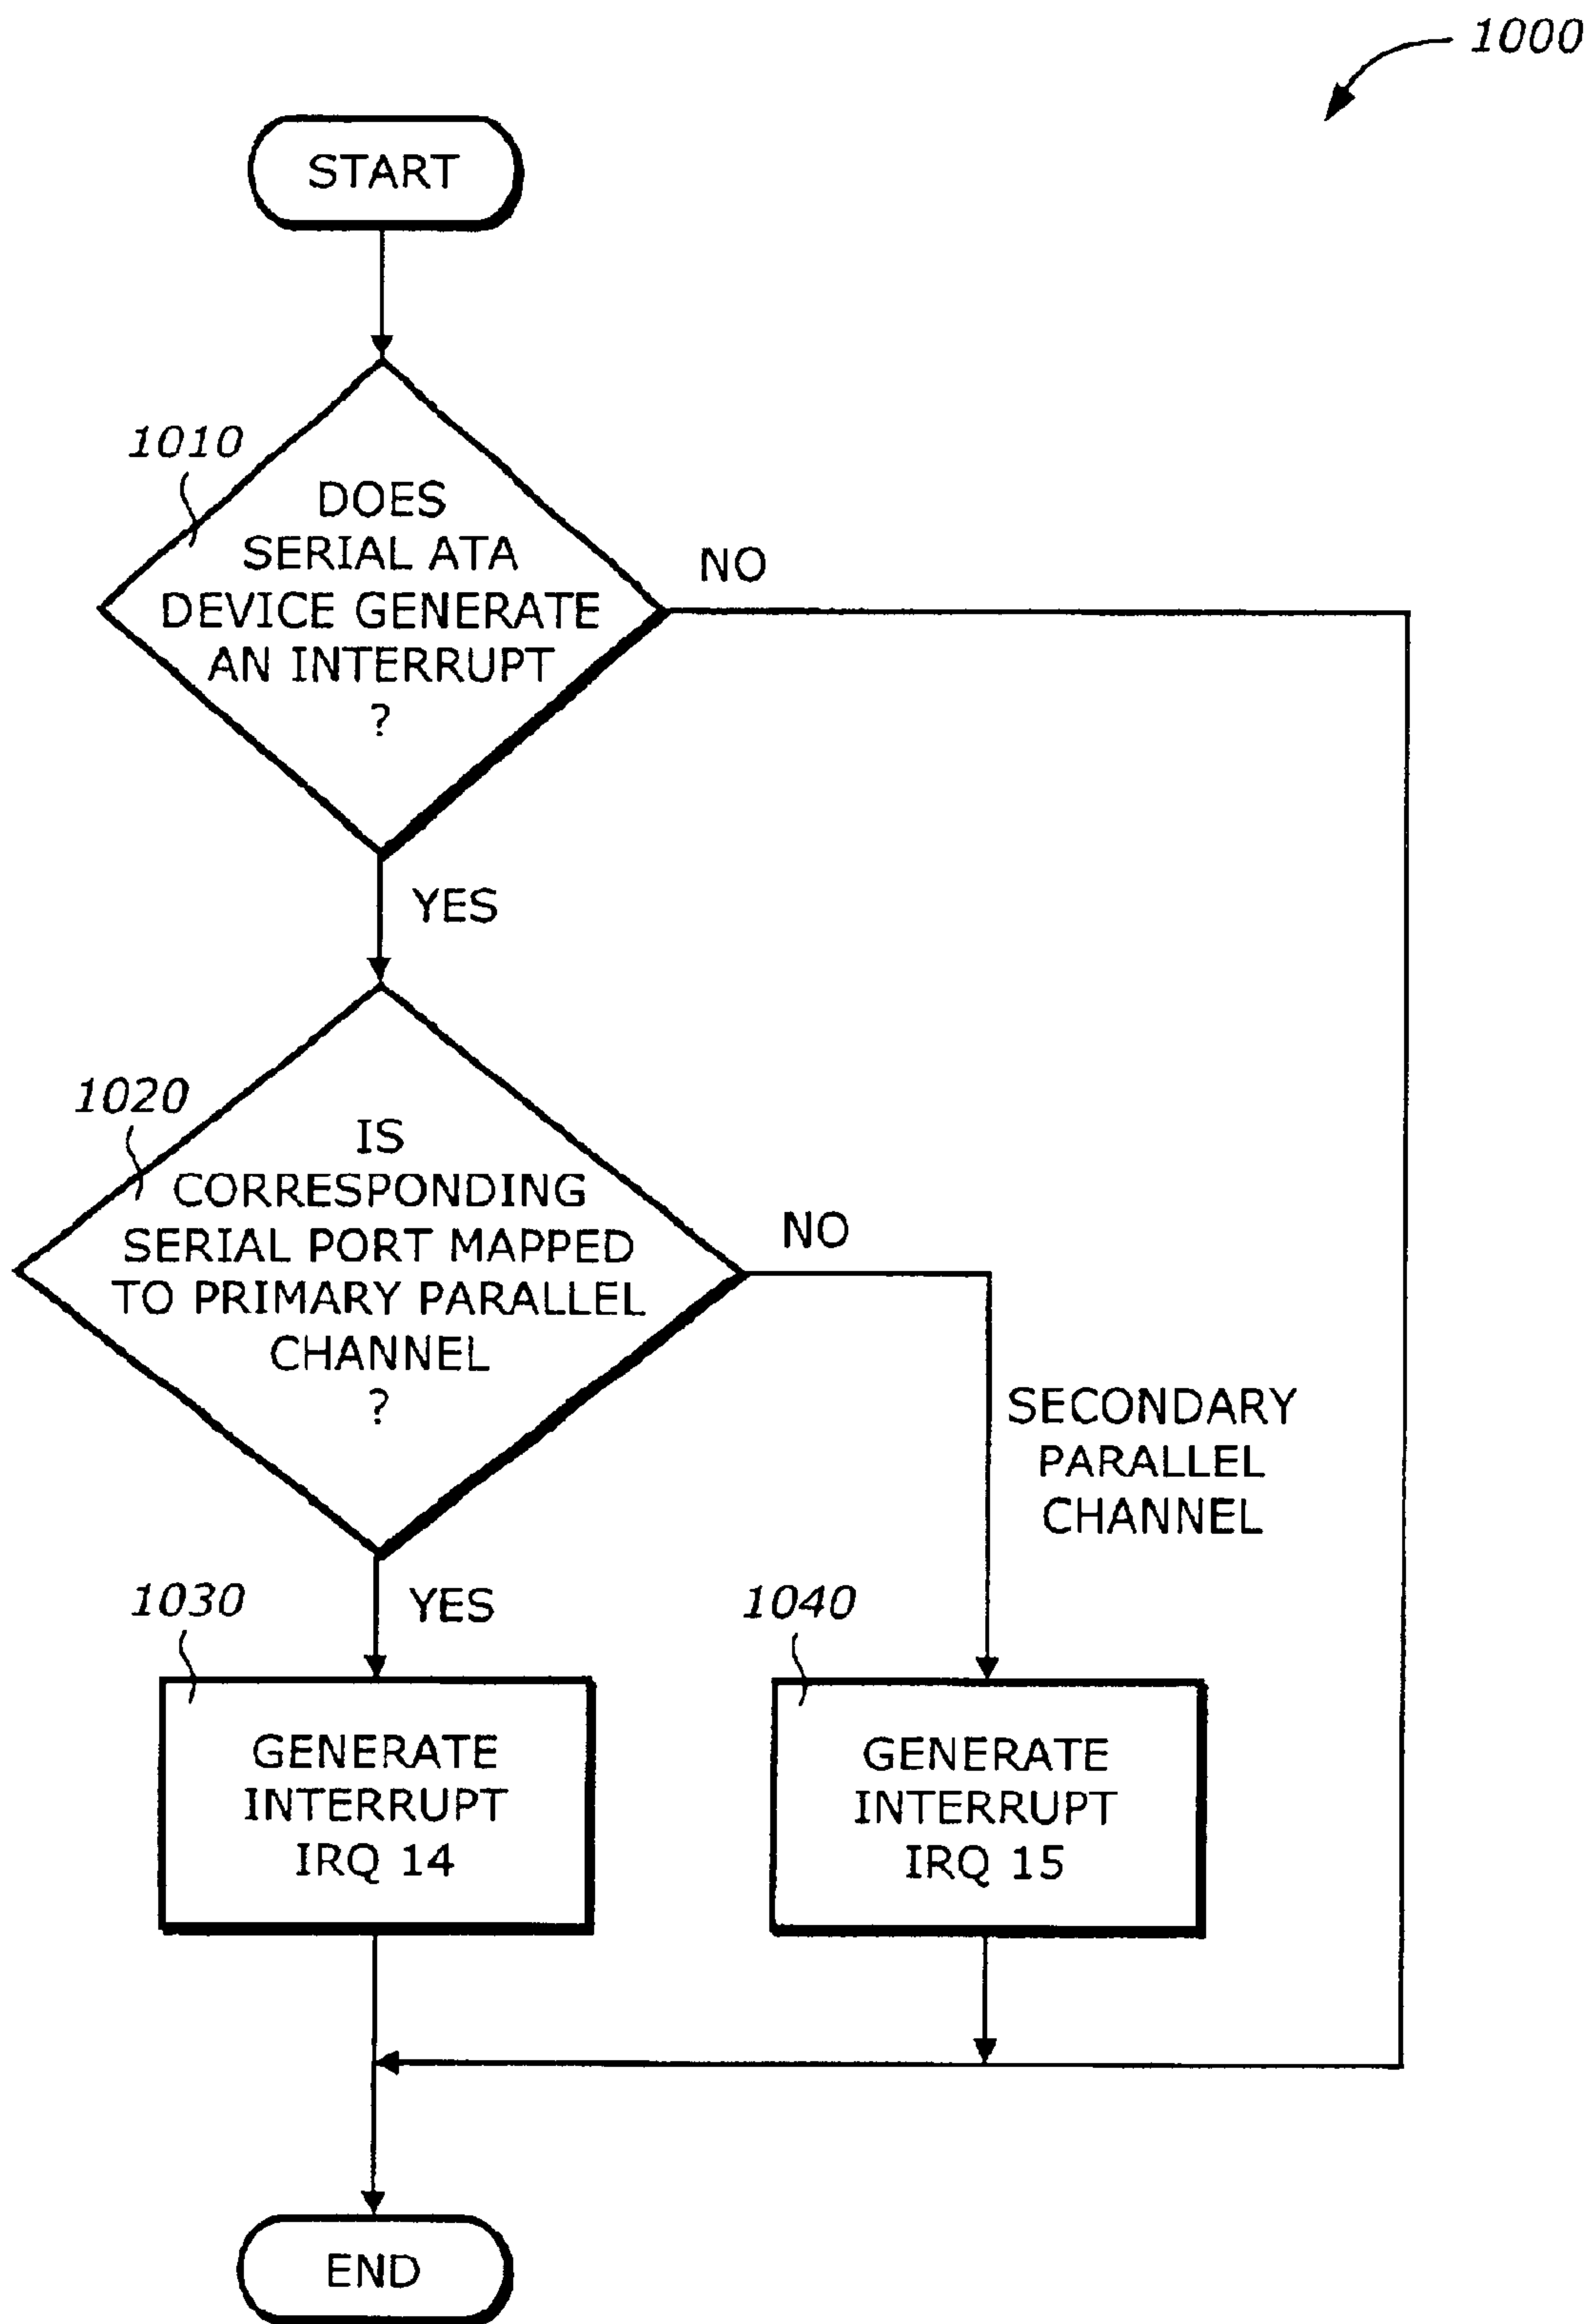 1000
START
1010
DOES
SERIAL ATA
DEVICE GENERATE
AN INTERRUPT
?
NO
YES
1020
IS
CORRESPONDING
SERIAL PORT MAPPED
TO PRIMARY PARALLEL
CHANNEL
?
NO
SECONDARY
PARALLEL
CHANNEL
YES
1030
GENERATE
INTERRUPT
IRQ 14
1040
GENERATE
INTERRUPT
IRQ 15
END